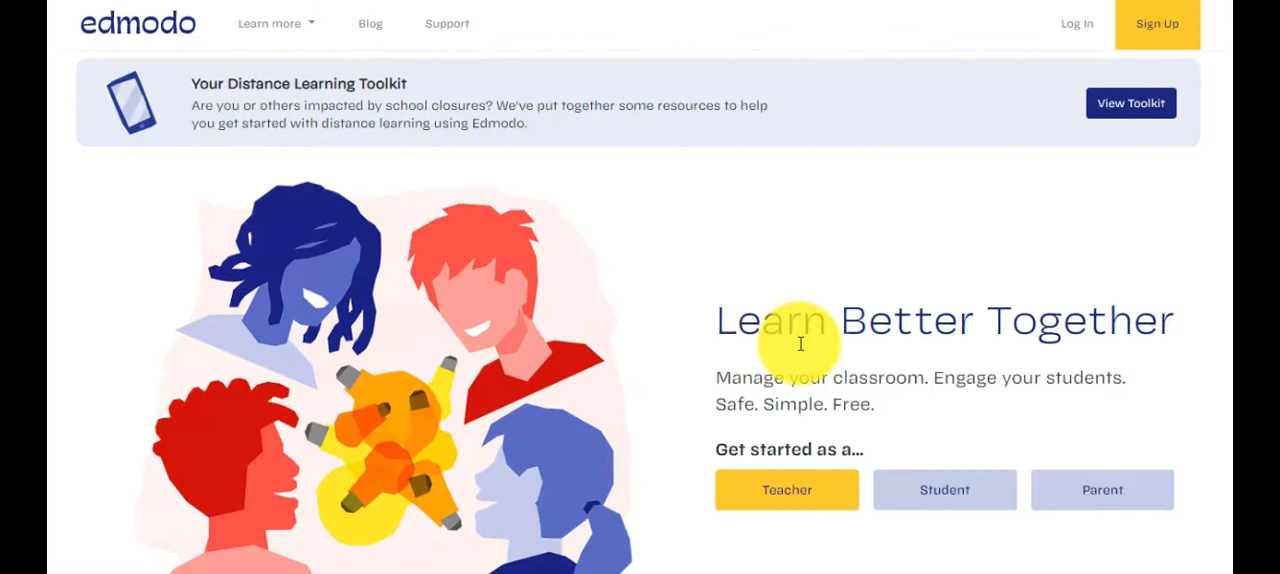 edmodo
Learn more
Blog
Support
Log In
Sign Up
Your Distance Learning Toolkit
Are you or others impacted by school closures? We've put together some resources to help
you get started with distance learning using Edmodo.
View Toolkit
Learn Better Together
Manage your classroom. Engage your students.
Safe. Simple. Free.
Get started as a...
Teacher
Student
Parent